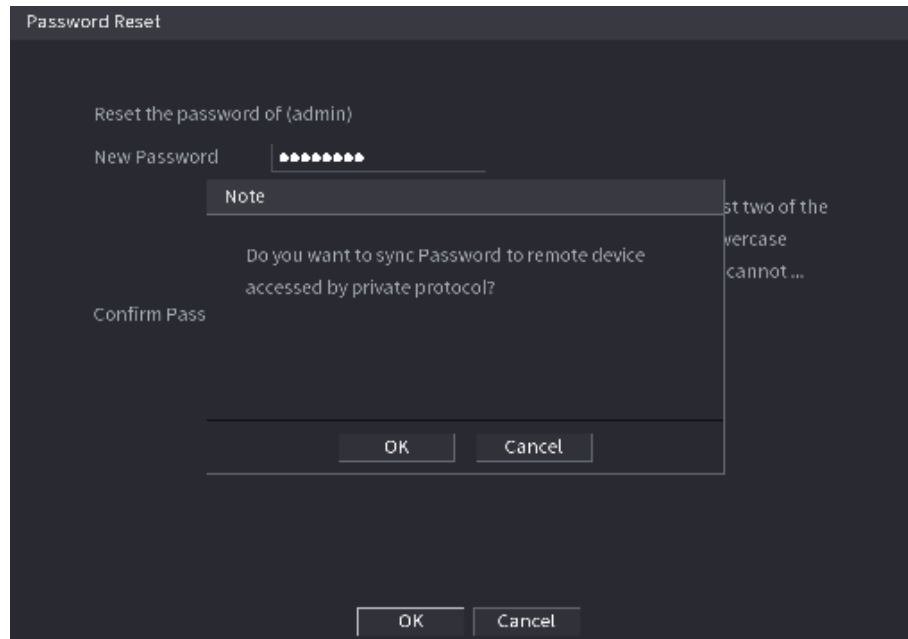 Password Reset
Reset the password of (admin)
New Password
Note
st two of the
Do you want to sync Password to remote device
accessed by private protocol?
vercase
cannot ...
Confirm Pass
OK Cancel
OK Cancel